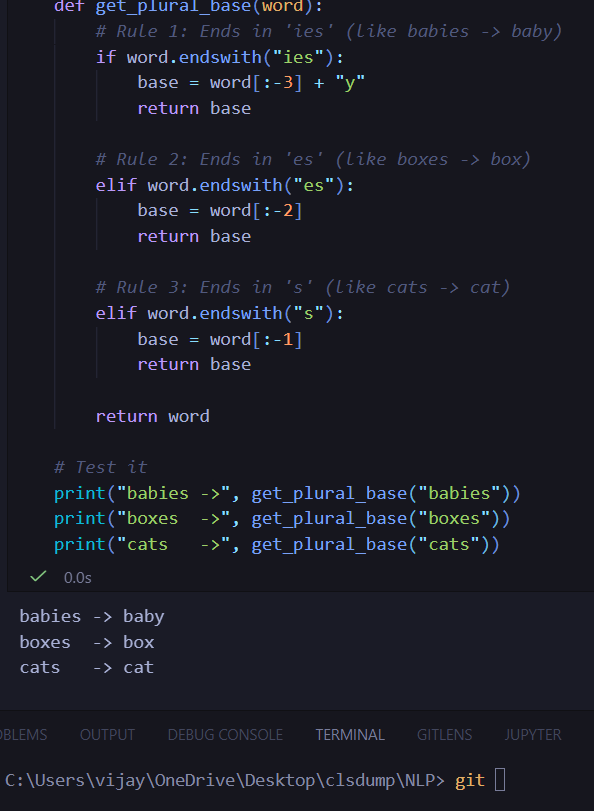 def get_plural_base(word):
# Rule 1: Ends in 'ies' (like babies -> baby)
if word.endswith("ies"):
base = word[:-3] + "y"
return base
# Rule 2: Ends in 'es' (like boxes -> box)
elif word.endswith("es"):
base = word[:-2]
return base
# Rule 3: Ends in 's' (like cats -> cat)
elif word.endswith("s"):
base = word[:-1]
return base
return word
# Test it
print("babies ->", get_plural_base("babies"))
print("boxes  ->", get_plural_base("boxes"))
print("cats   ->", get_plural_base("cats"))
0.0s
babies -> baby
boxes  -> box
cats   -> cat
OBLEMS OUTPUT DEBUG CONSOLE TERMINAL GITLENS JUPYTER
C:\Users\vijay\OneDrive\Desktop\clsdump\NLP> git